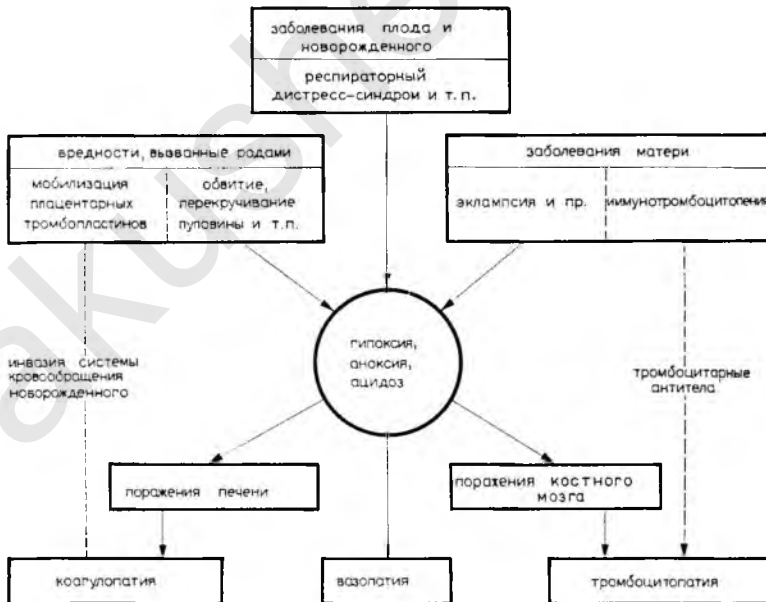 заболевания плода и
новорожденного
респираторный
дистресс-синдром и т.п.
вредности, вызванные родами
мобилизация
плацентарных
тромбопластинов
обвитие,
перекручивание
пуповины и т.п.
заболевания матери
эклампсия и пр.
иммунотромбоцитопения
гипоксия,
аноксия,
ацидоз
инвазия системы
кровообращения
новорожденного
тромбоцитарные
антитела
поражения печени
поражения костного
мозга
коагулопатия
вазопатия
тромбоцитопатия